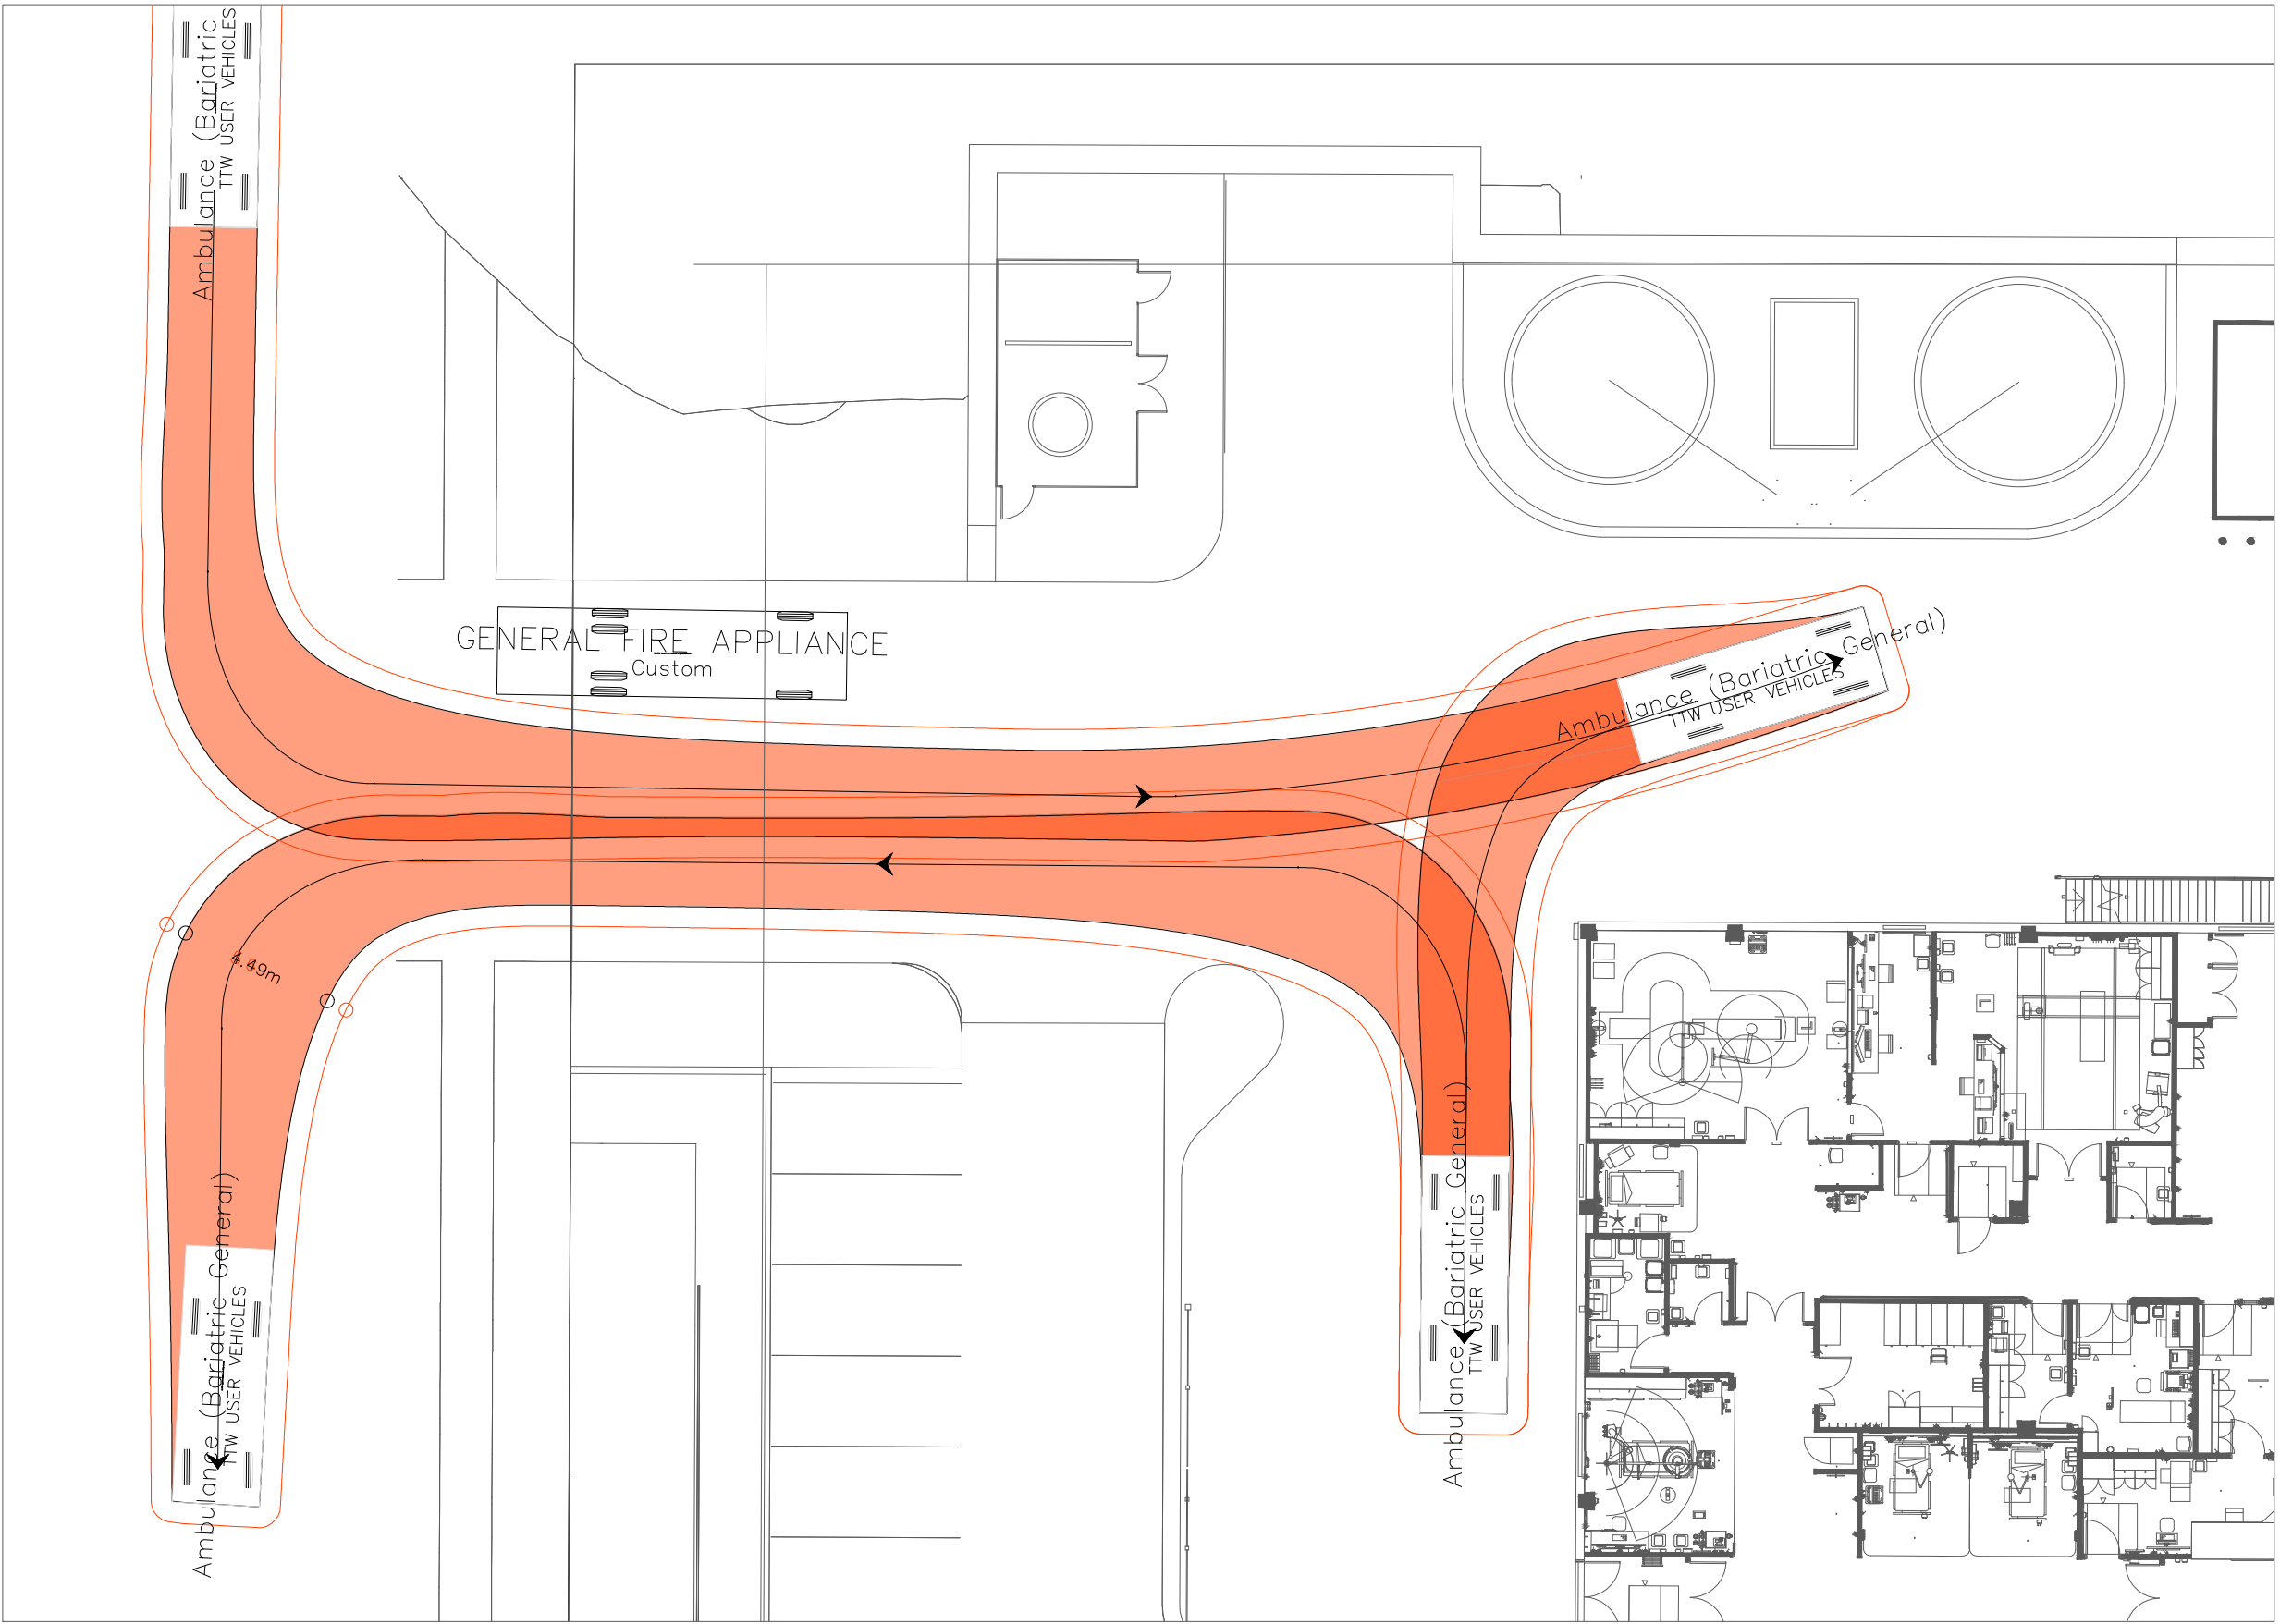 Ambulance (Bariatric
TTW USER VEHICLES
GENERAL FIRE APPLIANCE
Custom
Ambulance (Bariatric General)
TTW USER VEHICLES
4.49m
Ambulance (Bariatric General)
TTW USER VEHICLES
Ambulance (Bariatric General)
TTW USER VEHICLES
L
L